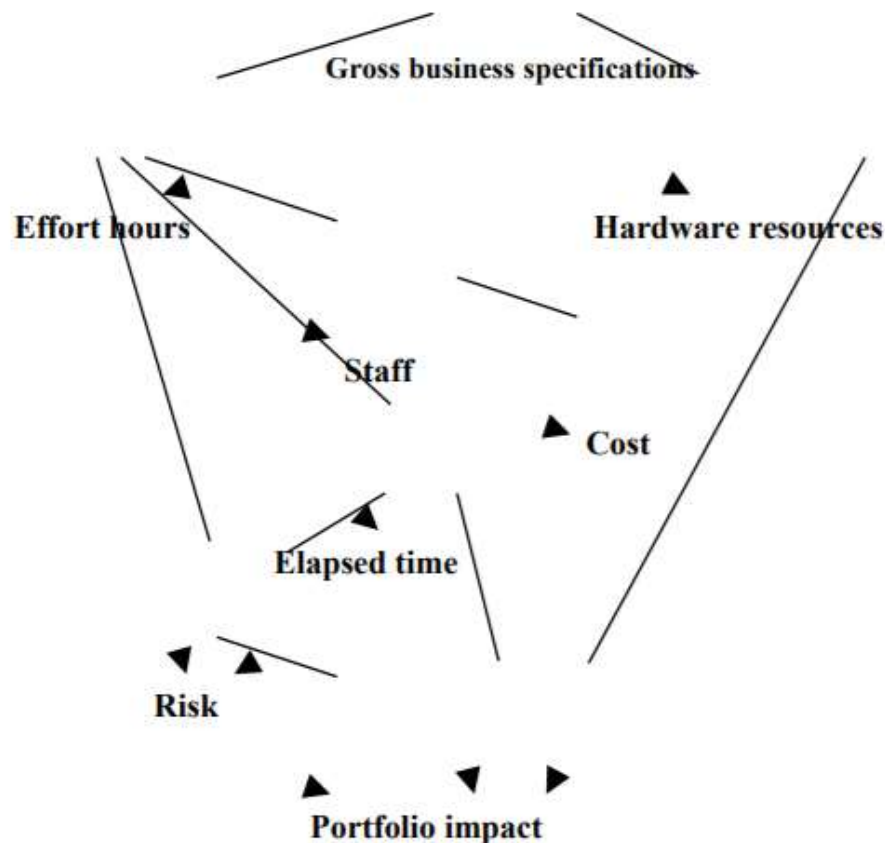 Gross business specifications
Effort hours
Hardware resources
Staff
Cost
Elapsed time
Risk
Portfolio impact